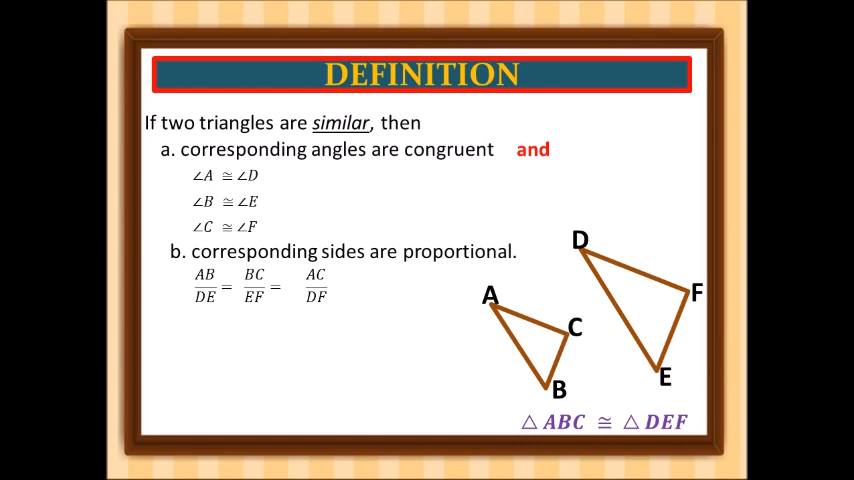 DEFINITION
If two triangles are similar, then
a. corresponding angles are congruent and
∠A ≅ ∠D
∠B ≅ ∠E
∠C ≅ ∠F
b. corresponding sides are proportional.
AB/DE = BC/EF = AC/DF
D
F
A
C
E
B
△ ABC ≅ △ DEF